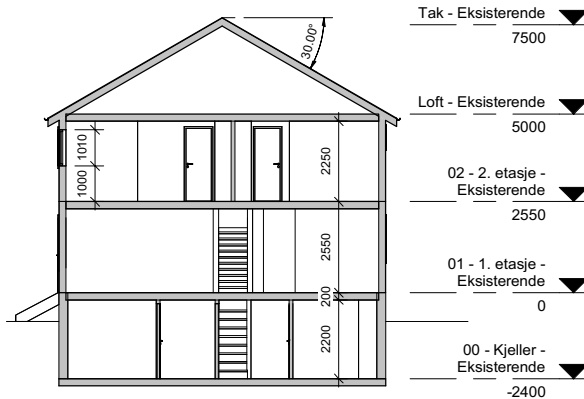 Tak - Eksisterende
7500
30.00°
Loft - Eksisterende
5000
1010
1000
2250
02 - 2. etasje -
Eksisterende
2550
2550
01 - 1. etasje -
Eksisterende
0
200
2200
00 - Kjeller -
Eksisterende
-2400